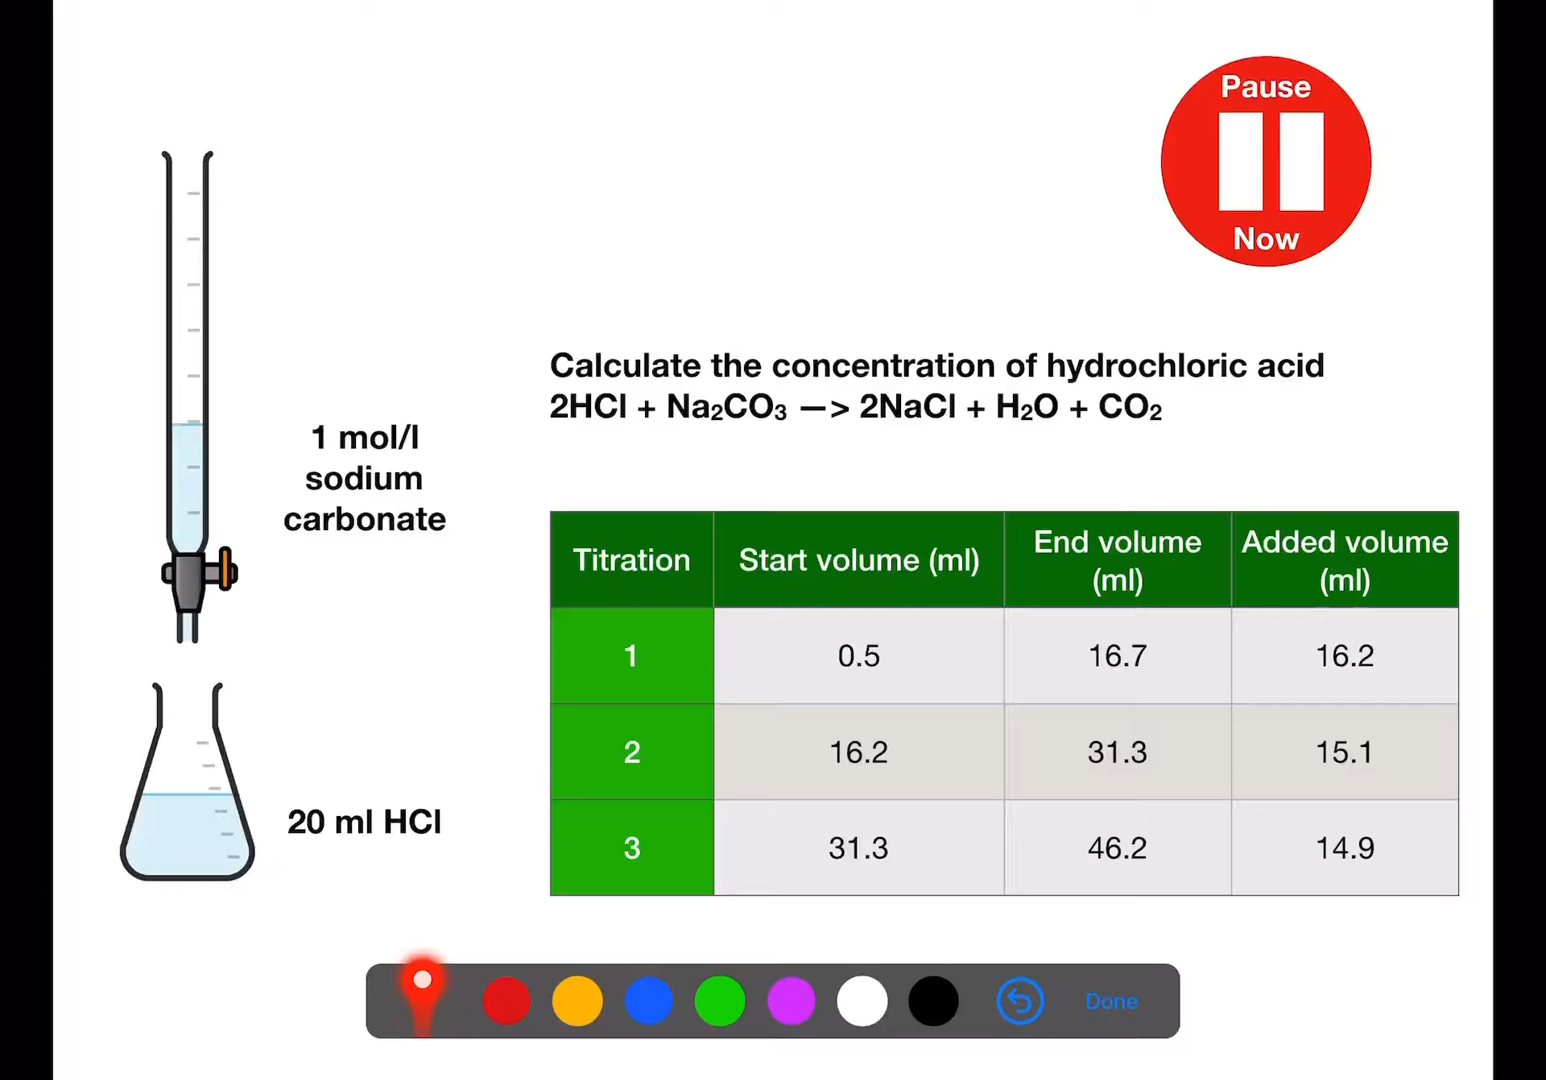 Pause
Now
Calculate the concentration of hydrochloric acid
2HCl + Na₂CO₃ —> 2NaCl + H₂O + CO₂
1 mol/l
sodium
carbonate
20 ml HCl
Titration Start volume (ml) End volume (ml) Added volume (ml)
1 0.5 16.7 16.2
2 16.2 31.3 15.1
3 31.3 46.2 14.9
Done